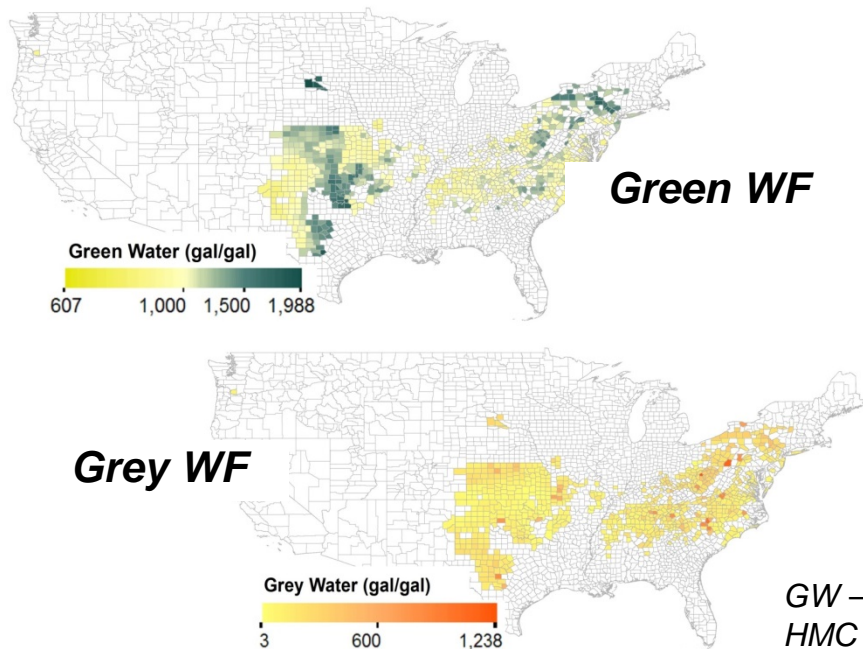 Green WF
Green Water (gal/gal)
607 1,000 1,500 1,988
Grey WF
Grey Water (gal/gal)
3 600 1,238
GW –
HMC